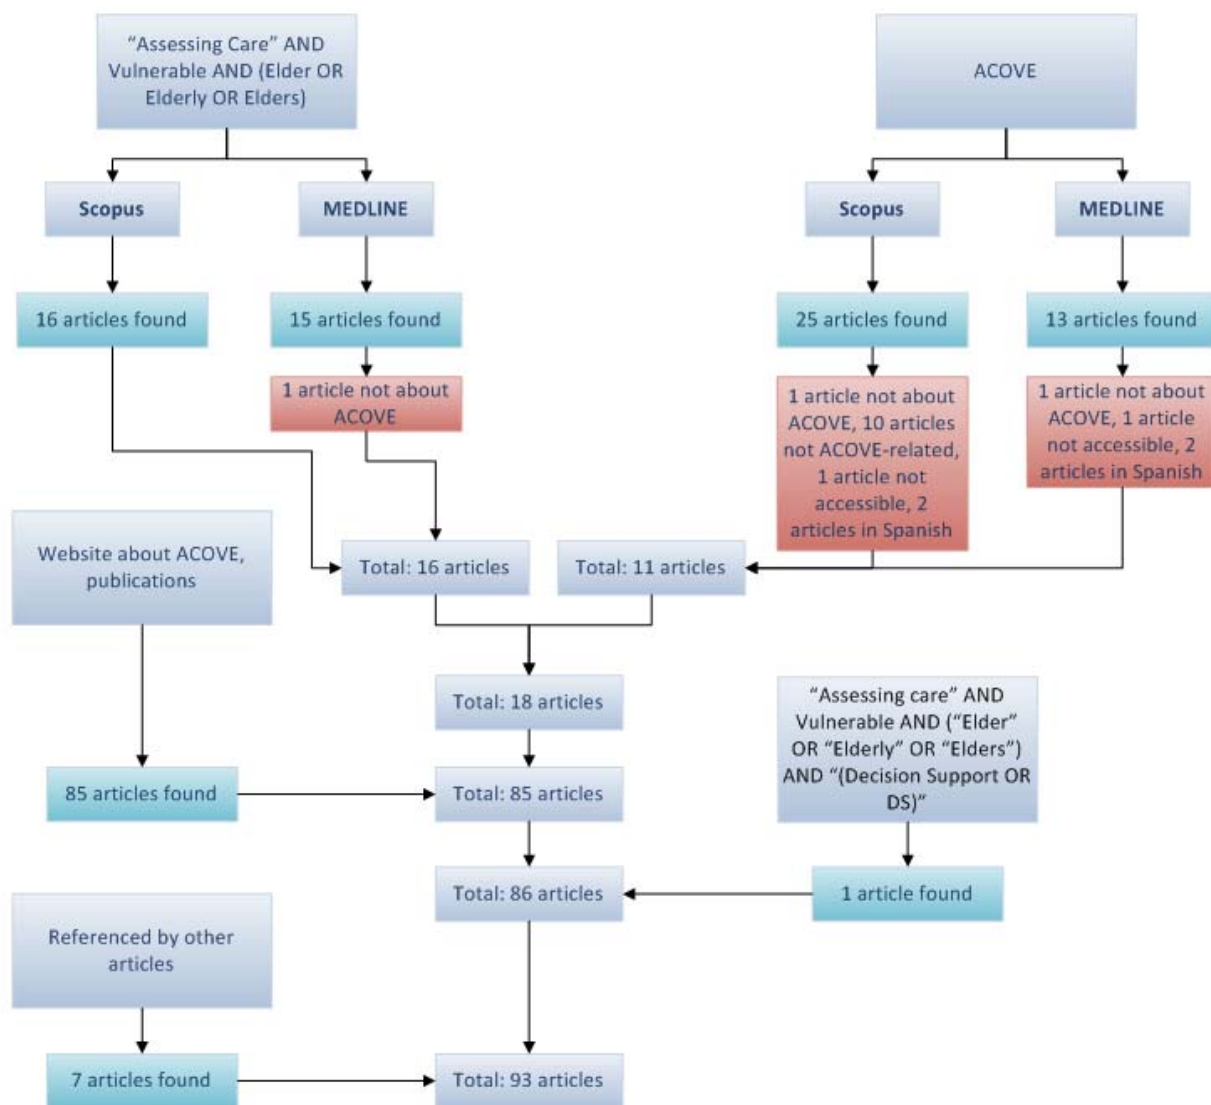 “Assessing Care” AND
Vulnerable AND (Elder OR
Elderly OR Elders)
ACOVE
Scopus
MEDLINE
Scopus
MEDLINE
16 articles found
15 articles found
25 articles found
13 articles found
1 article not about
ACOVE
1 article not about
ACOVE, 10 articles
not ACOVE-related,
1 article not
accessible, 2
articles in Spanish
1 article not about
ACOVE, 1 article
not accessible, 2
articles in Spanish
Website about ACOVE,
publications
Total: 16 articles
Total: 11 articles
Total: 18 articles
“Assessing care” AND
Vulnerable AND (“Elder”
OR “Elderly” OR “Elders”)
AND “(Decision Support OR
DS)”
85 articles found
Total: 85 articles
Total: 86 articles
1 article found
Referenced by other
articles
7 articles found
Total: 93 articles